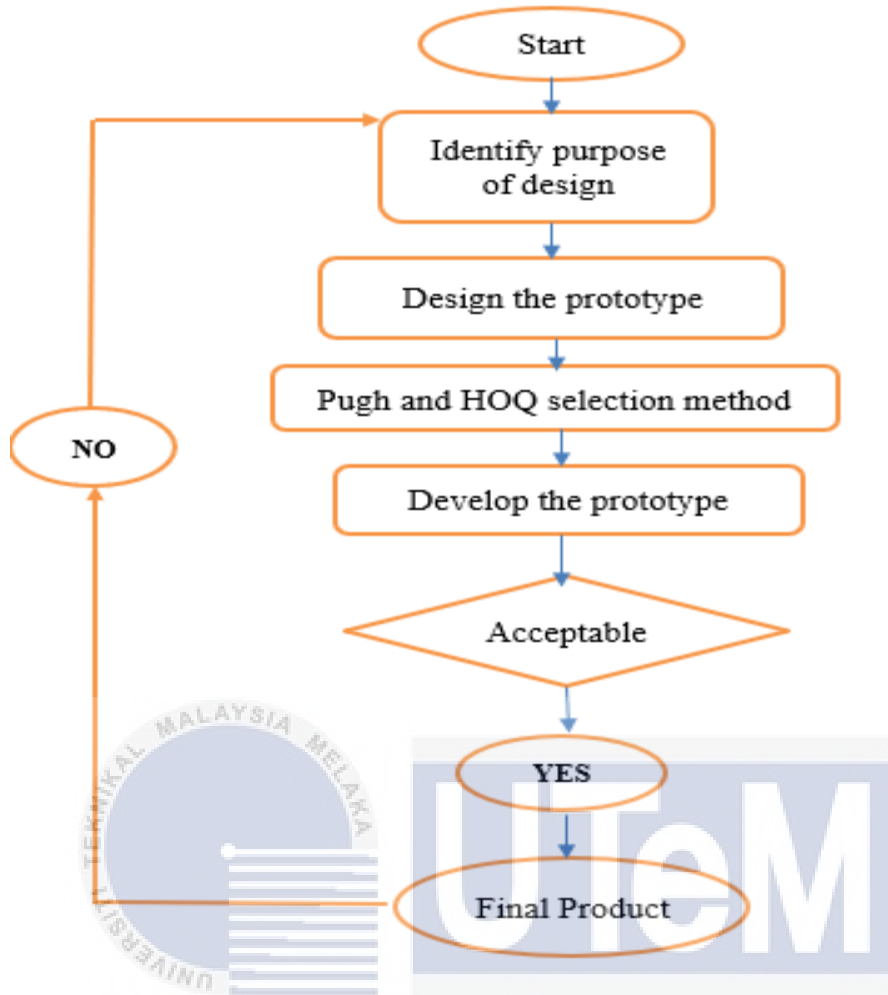 Start
Identify purpose
of design
Design the prototype
Pugh and HOQ selection method
NO
Develop the prototype
Acceptable
YES
Final Product
UNIVERSITI TEKNIKAL MALAYSIA MELAKA
UTeM